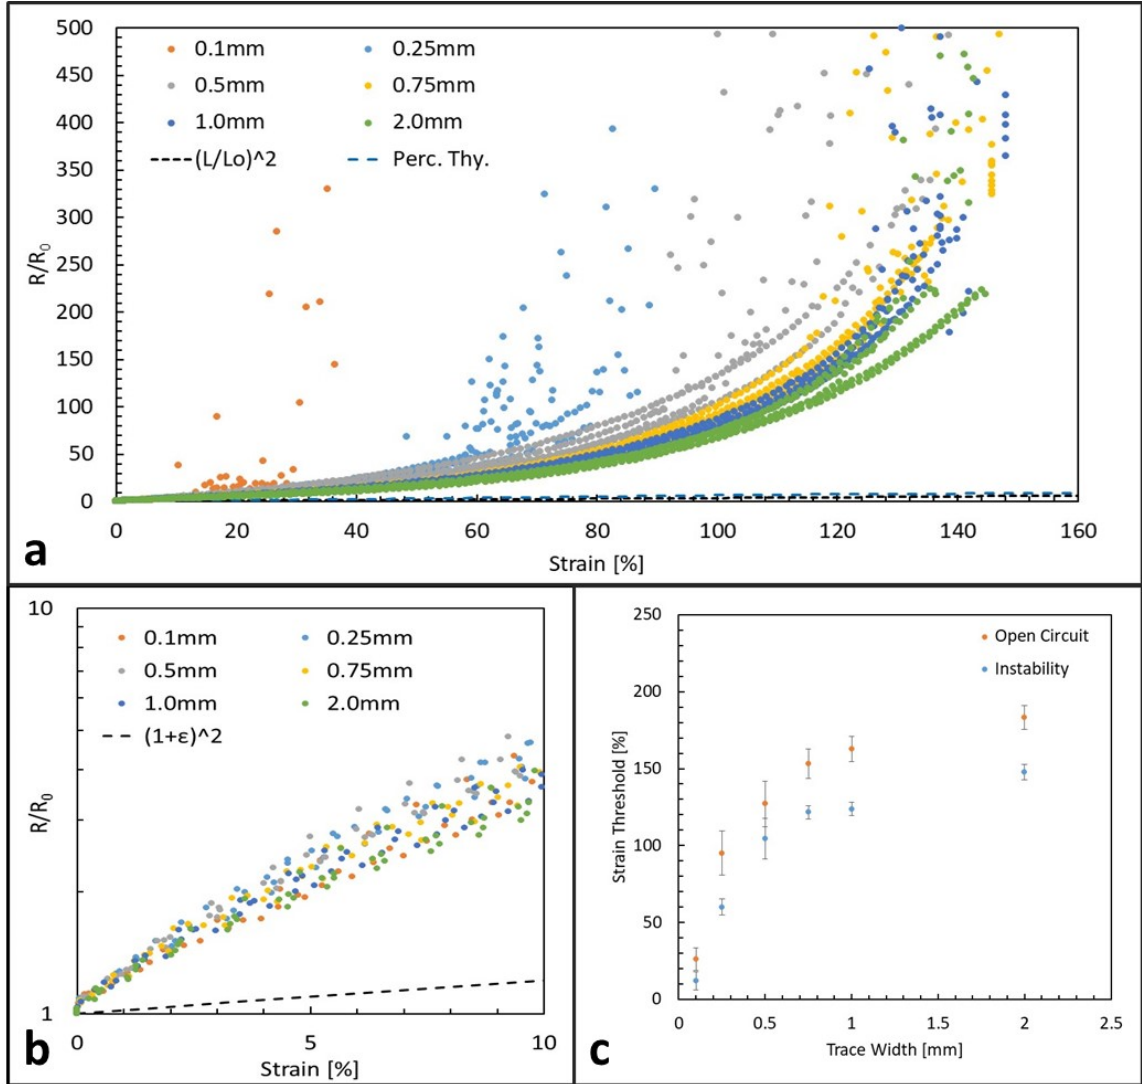 500
450
400
350
300
250
200
150
100
50
0
R/R0
0.1mm 0.25mm
0.5mm 0.75mm
1.0mm 2.0mm
(L/Lo)^2 Perc. Thy.
0 20 40 60 80 100 120 140 160
Strain [%]
a
10
1
R/R0
0.1mm 0.25mm
0.5mm 0.75mm
1.0mm 2.0mm
(1+ε)^2
0 5 10
Strain [%]
b
250
200
150
100
50
0
Strain Threshold [%]
Open Circuit
Instability
0 0.5 1 1.5 2 2.5
Trace Width [mm]
c